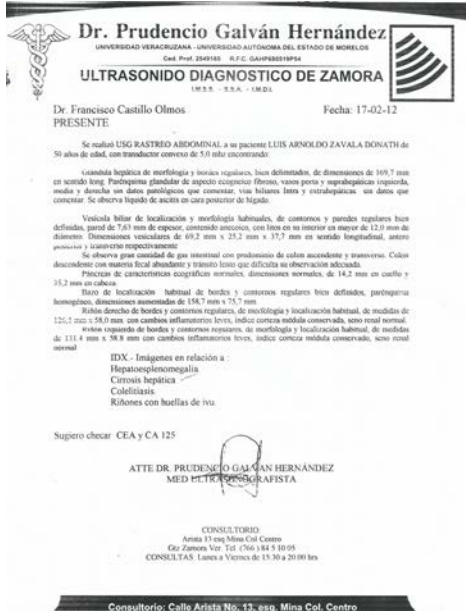 Dr. Prudencio Galván Hernández
UNIVERSIDAD VERACRUZANA - UNIVERSIDAD AUTONOMA DEL ESTADO DE MORELOS
Ced. Prof. 2549185 R.F.C. GAHP680519P54
ULTRASONIDO DIAGNOSTICO DE ZAMORA
I.M.S.S. - S.S.A. - I.M.D.I.
Dr. Francisco Castillo Olmos Fecha: 17-02-12
PRESENTE
Se realizó USG RASTREO ABDOMINAL a su paciente LUIS ARNOLDO ZAVALA DONATH de
50 años de edad, con transductor convexo de 5.0 mhz encontrando:
Glándula hepática de morfología y bordes regulares, bien delimitados, de dimensiones de 169,7 mm
en sentido long. Parénquima glandular de aspecto ecogénico fibroso, vasos porta y suprahepáticas izquierda,
media y derecha sin datos patológicos que comentar, vías biliares Intra y extrahepáticas sin datos que
comentar. Se observa líquido de ascitis en cara posterior de hígado.
Vesícula biliar de localización y morfología habituales, de contornos y paredes regulares bien
definidas, pared de 7,63 mm de espesor, contenido anecoico, con litos en su interior en mayor de 12,0 mm de
diámetro. Dimensiones vesiculares de 69,2 mm x 25,2 mm x 37,7 mm en sentido longitudinal, antero
posterior y transverso respectivamente
Se observa gran cantidad de gas intestinal con predominio de colon ascendente y transverso. Colon
descendente con materia fecal abundante y tránsito lento que dificulta su observación adecuada.
Páncreas de características ecográficas normales, dimensiones normales, de 14,2 mm en cuello y
35,2 mm en cabeza.
Bazo de localización habitual de bordes y contornos regulares bien definidos, parénquima
homogéneo, dimensiones aumentadas de 158,7 mm x 75,7 mm.
Riñón derecho de bordes y contornos regulares, de morfología y localización habitual, de medidas de
mm x 58,0 mm con cambios inflamatorios leves, índice corteza médula conservada, seno renal normal.
Riñón izquierdo de bordes y contornos regulares, de morfología y localización habitual, de medidas
de 111.4 mm x 58.8 mm con cambios inflamatorios leves, índice corteza médula conservada, seno renal
normal
IDX.- Imágenes en relación a :
Hepatoesplenomegalia
Cirrosis hepática
Colelitiasis
Riñones con huellas de ivu.
Sugiero checar CEA y CA 125
ATTE DR. PRUDENCIO GALVAN HERNÁNDEZ
MED ULTRASONOGRAFISTA
CONSULTORIO:
Arista 13 esq Mina Col Centro
Gtz Zamora Ver. Tel (766 ) 84 5 10 05
CONSULTAS Lunes a Viernes de 15 30 a 20 00 hrs
Consultorio: Calle Arista No. 13, esq. Mina Col. Centro